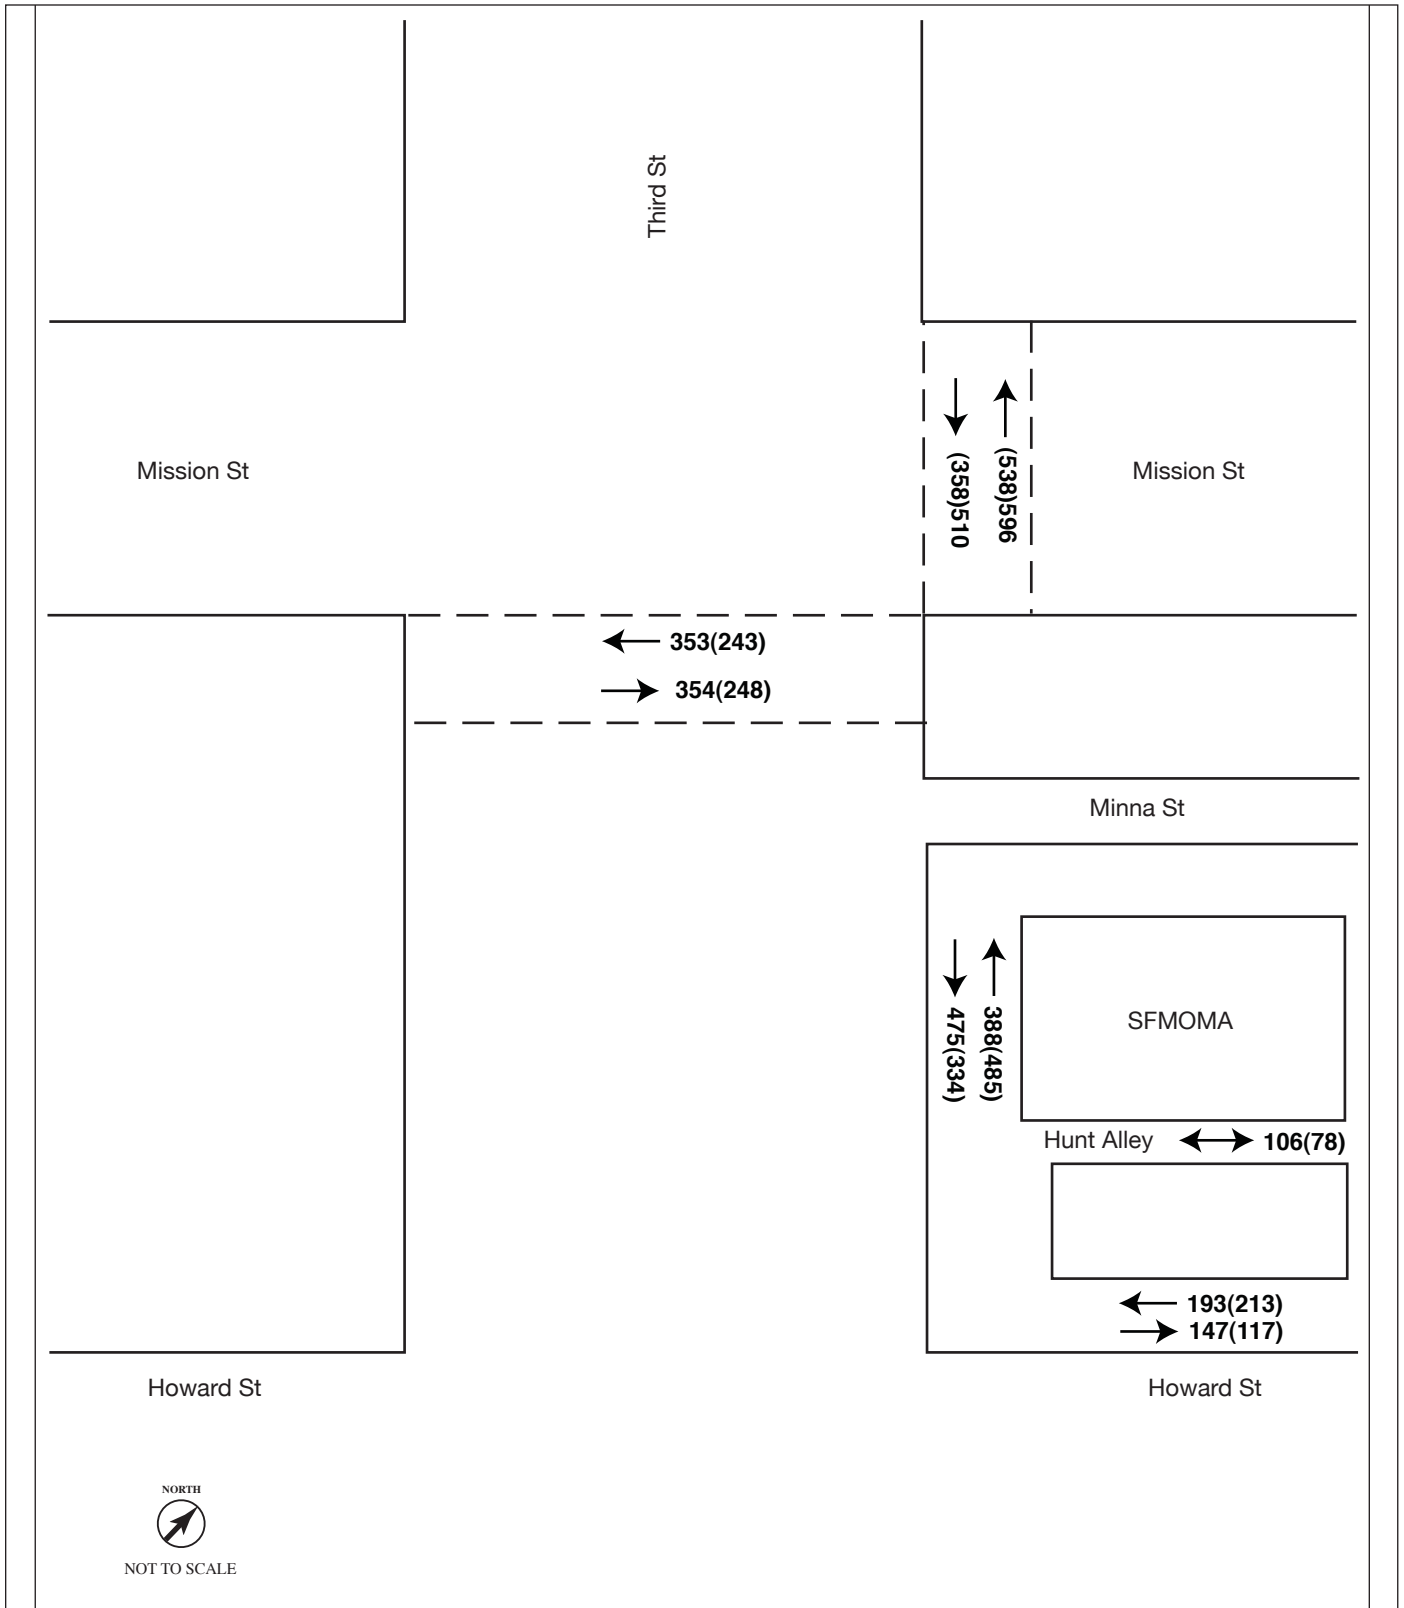 Third St
Mission St
(358)510
(538)596
Mission St
353(243)
354(248)
Minna St
475(334)
388(485)
SFMOMA
Hunt Alley 106(78)
193(213)
147(117)
Howard St
Howard St
NORTH
NOT TO SCALE